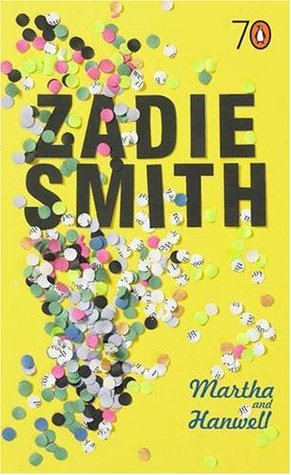 70
ZADIE
SMITH
Martha
and
Hanwell